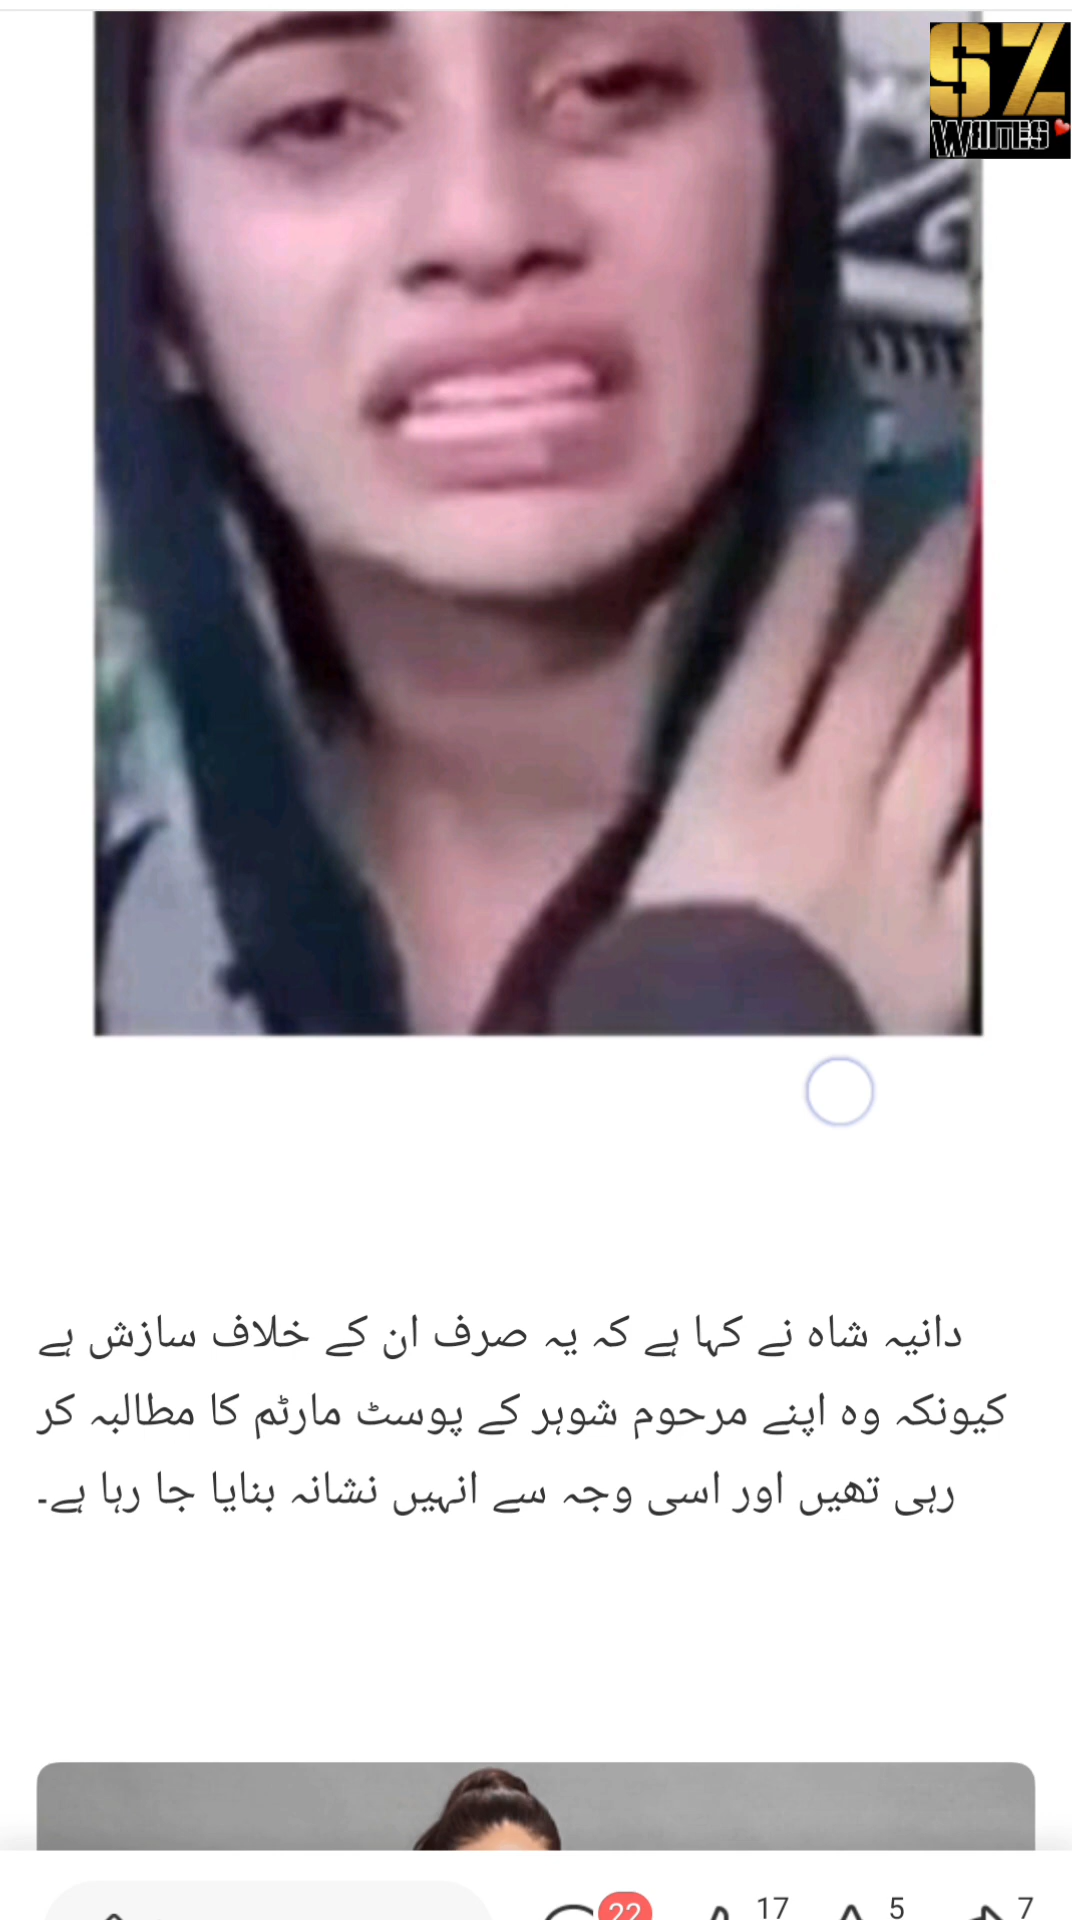 SZ
WRITES
دانیہ شاہ نے کہا ہے کہ یہ صرف ان کے خلاف سازش ہے
کیونکہ وہ اپنے مرحوم شوہر کے پوسٹ مارٹم کا مطالبہ کر
رہی تھیں اور اسی وجہ سے انہیں نشانہ بنایا جا رہا ہے۔
22 17 5 7